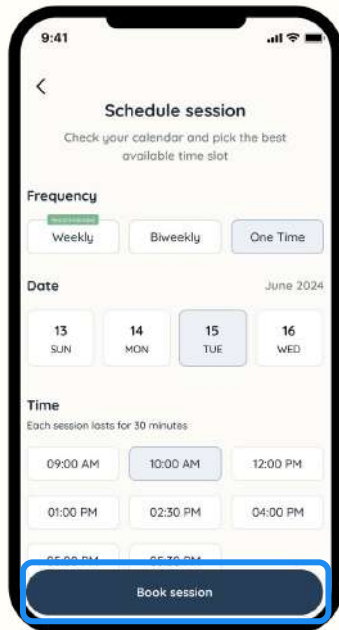 9:41
Schedule session
Check your calendar and pick the best
available time slot
Frequency
Weekly Biweekly One Time
Date June 2024
13 14 15 16
SUN MON TUE WED
Time
Each session lasts for 30 minutes
09:00 AM 10:00 AM 12:00 PM
01:00 PM 02:30 PM 04:00 PM
Book session